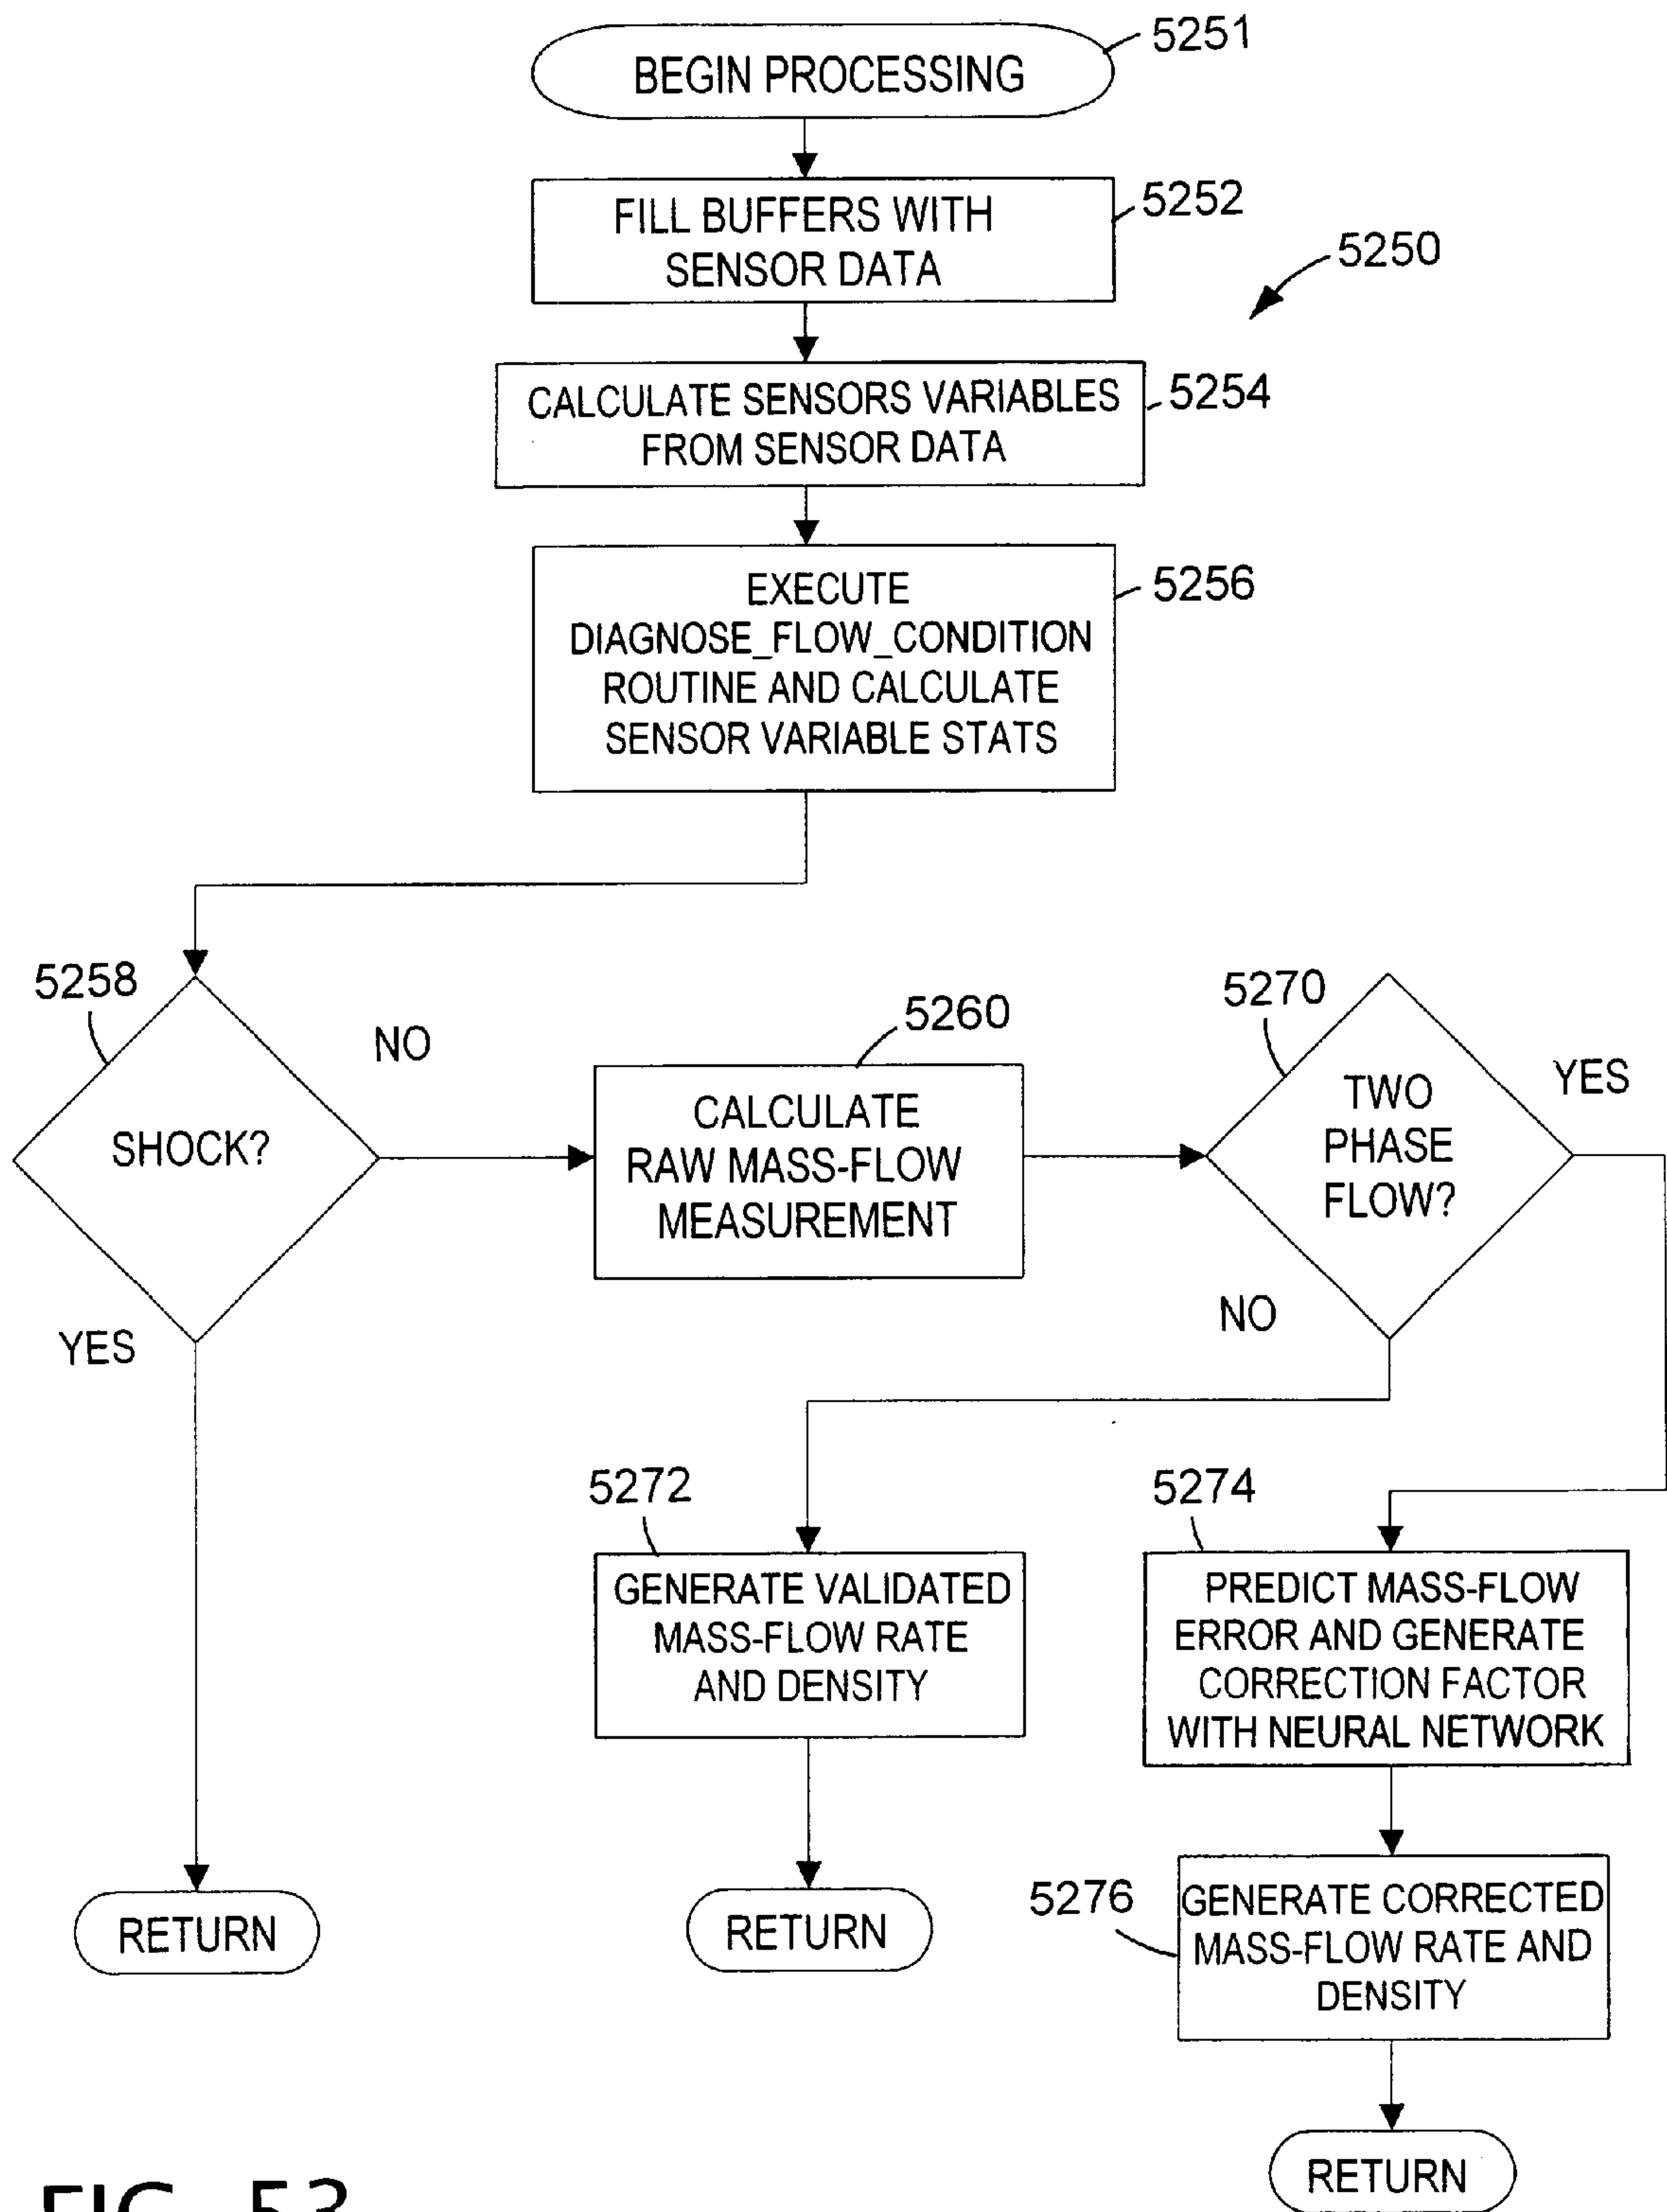 5251
BEGIN PROCESSING
5252
FILL BUFFERS WITH
SENSOR DATA
5250
5254
CALCULATE SENSORS VARIABLES
FROM SENSOR DATA
5256
EXECUTE
DIAGNOSE_FLOW_CONDITION
ROUTINE AND CALCULATE
SENSOR VARIABLE STATS
5258
SHOCK?
NO
YES
5260
CALCULATE
RAW MASS-FLOW
MEASUREMENT
5270
TWO
PHASE
FLOW?
YES
NO
5272
GENERATE VALIDATED
MASS-FLOW RATE
AND DENSITY
5274
PREDICT MASS-FLOW
ERROR AND GENERATE
CORRECTION FACTOR
WITH NEURAL NETWORK
RETURN
RETURN
5276
GENERATE CORRECTED
MASS-FLOW RATE AND
DENSITY
RETURN
FIG. 53